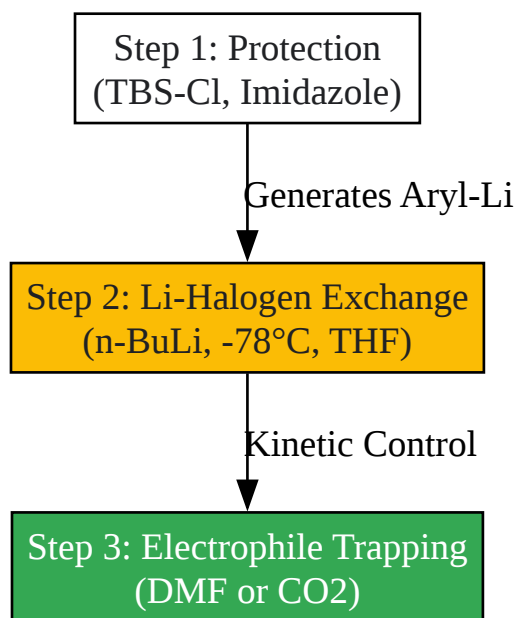 Step 1: Protection
(TBS-Cl, Imidazole)
Generates Aryl-Li
Step 2: Li-Halogen Exchange
(n-BuLi, -78°C, THF)
Kinetic Control
Step 3: Electrophile Trapping
(DMF or CO2)